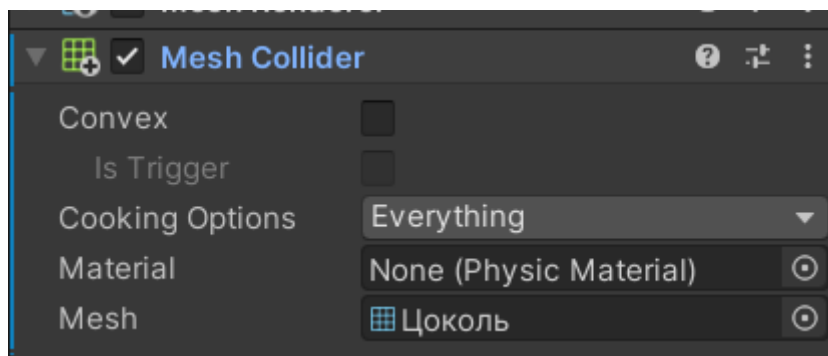 Mesh Collider
Convex
Is Trigger
Cooking Options Everything
Material None (Physic Material)
Mesh Цоколь